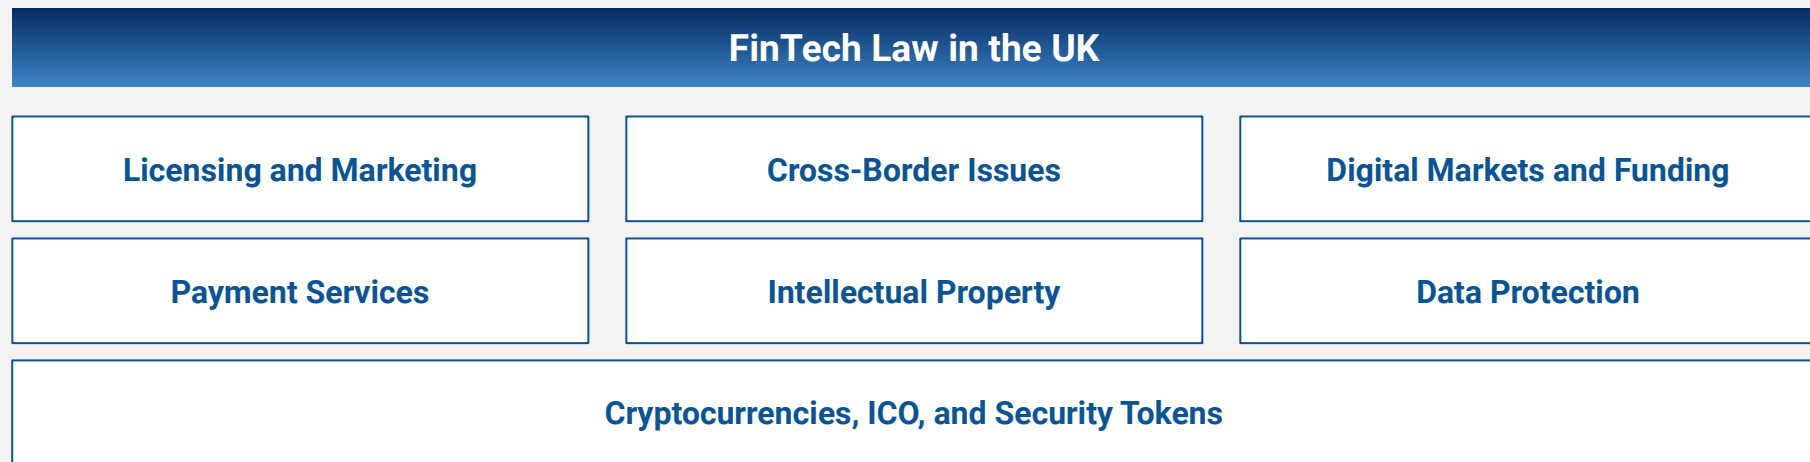 FinTech Law in the UK
Licensing and Marketing
Cross-Border Issues
Digital Markets and Funding
Payment Services
Intellectual Property
Data Protection
Cryptocurrencies, ICO, and Security Tokens